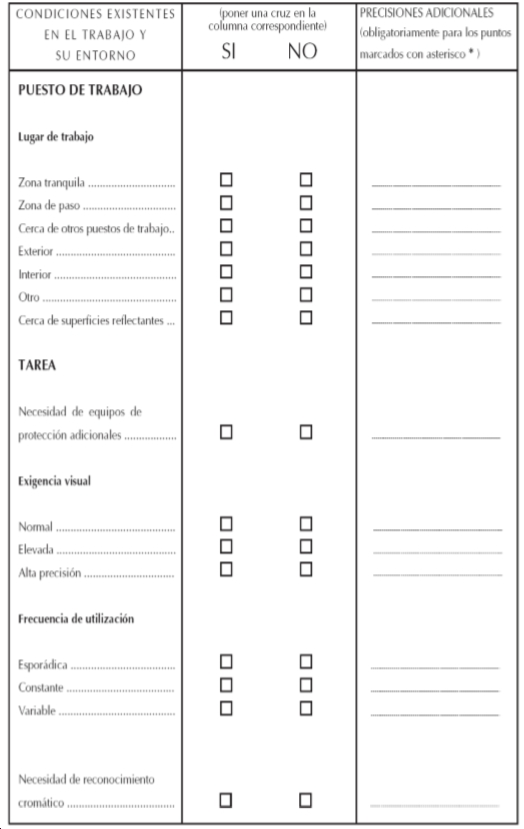 CONDICIONES EXISTENTES
EN EL TRABAJO Y
SU ENTORNO
(poner una cruz en la
columna correspondiente)
SI NO
PRECISIONES ADICIONALES
(obligatoriamente para los puntos
marcados con asterisco * )
PUESTO DE TRABAJO
Lugar de trabajo
Zona tranquila ..............................
Zona de paso ................................
Cerca de otros puestos de trabajo..
Exterior .........................................
Interior ..........................................
Otro ..............................................
Cerca de superficies reflectantes ...
TAREA
Necesidad de equipos de
protección adicionales ..................
Exigencia visual
Normal .........................................
Elevada .........................................
Alta precisión ...............................
Frecuencia de utilización
Esporádica ....................................
Constante .....................................
Variable ........................................
Necesidad de reconocimiento
cromático .....................................